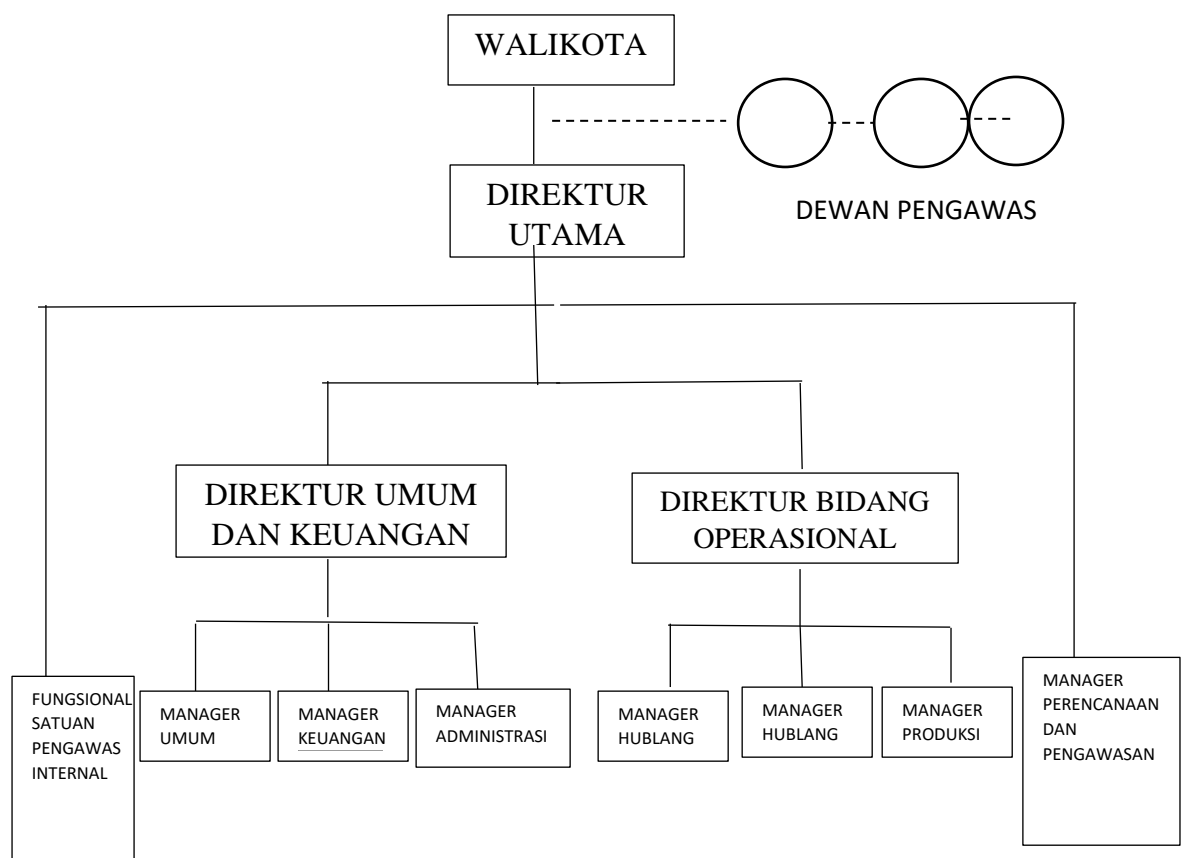 WALIKOTA
DIREKTUR
UTAMA
DEWAN PENGAWAS
DIREKTUR UMUM
DAN KEUANGAN
DIREKTUR BIDANG
OPERASIONAL
FUNGSIONAL
SATUAN
PENGAWAS
INTERNAL
MANAGER
UMUM
MANAGER
KEUANGAN
MANAGER
ADMINISTRASI
MANAGER
HUBLANG
MANAGER
HUBLANG
MANAGER
PRODUKSI
MANAGER
PERENCANAAN
DAN
PENGAWASAN